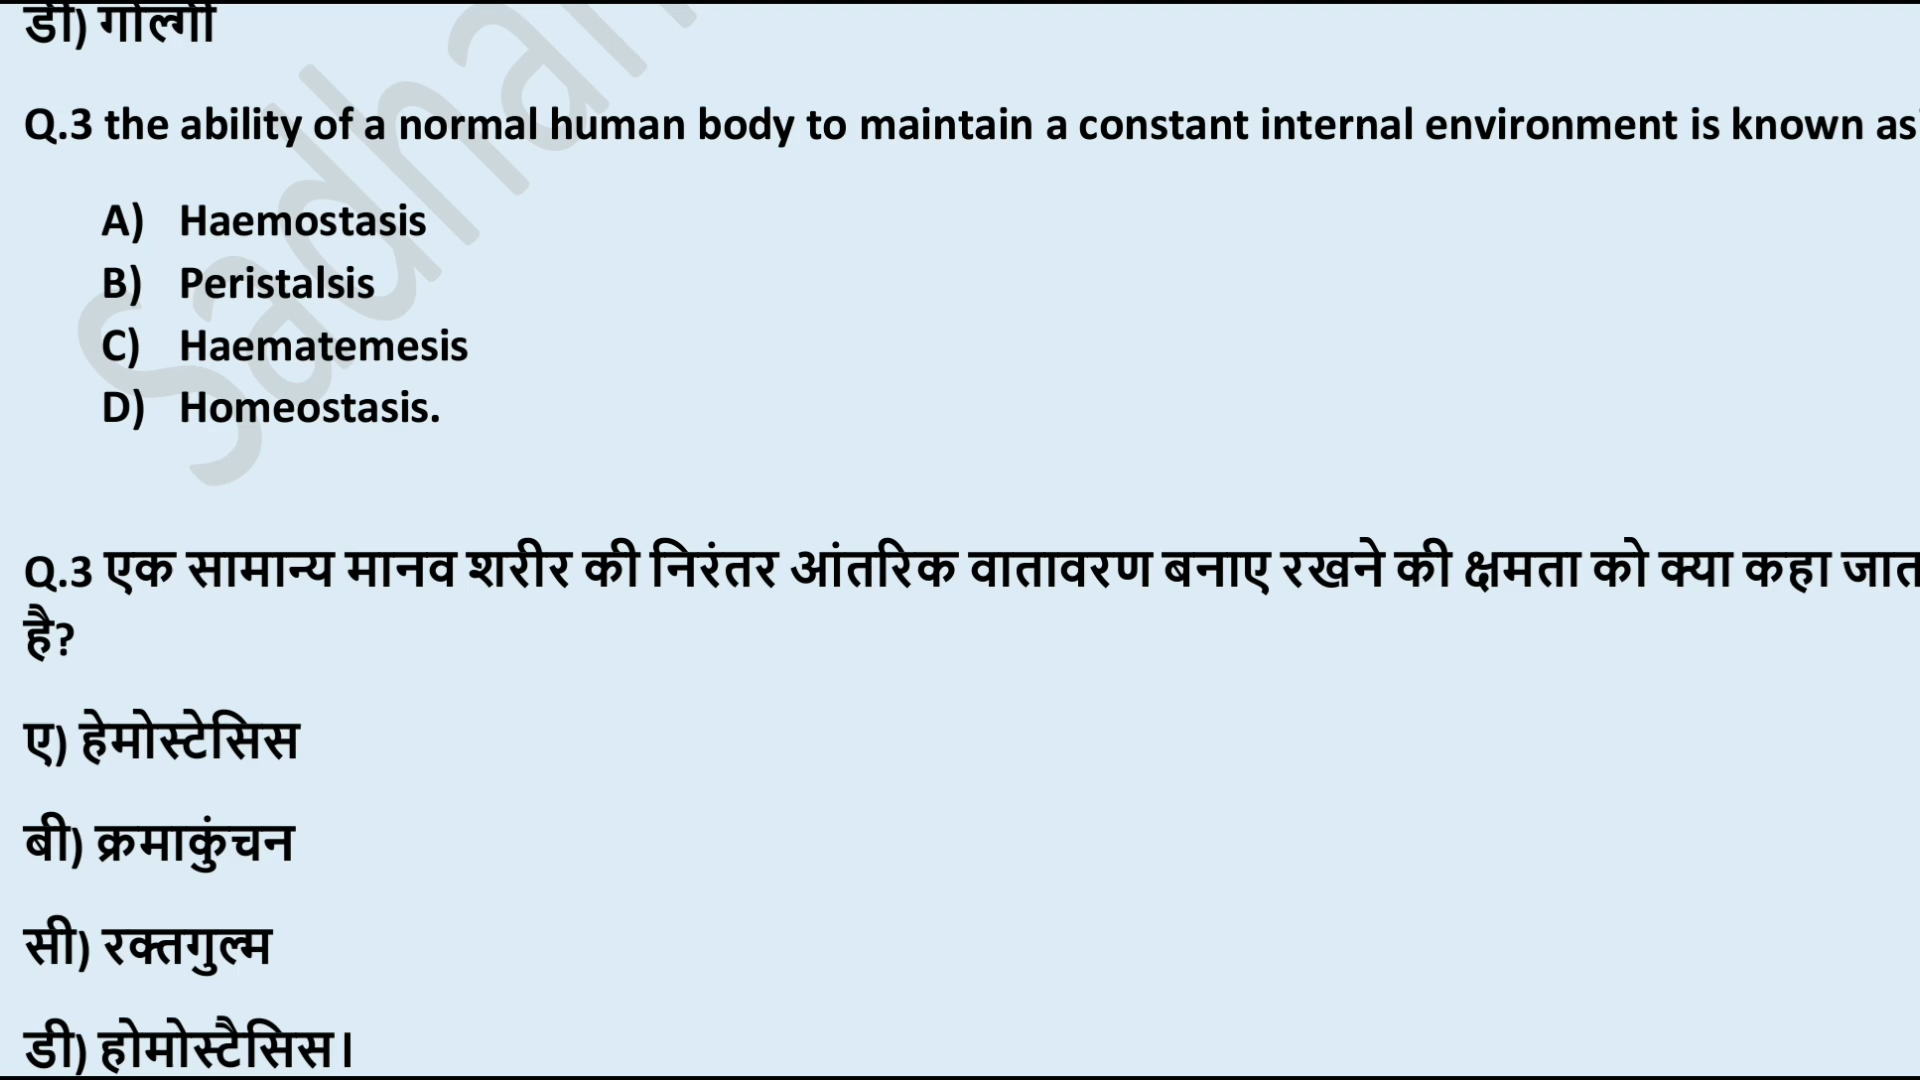 डी) गोल्गी
Q.3 the ability of a normal human body to maintain a constant internal environment is known as
A) Haemostasis
B) Peristalsis
C) Haematemesis
D) Homeostasis.
Q.3 एक सामान्य मानव शरीर की निरंतर आंतरिक वातावरण बनाए रखने की क्षमता को क्या कहा जात
है?
ए) हेमोस्टेसिस
बी) क्रमाकुंचन
सी) रक्तगुल्म
डी) होमोस्टैसिस।